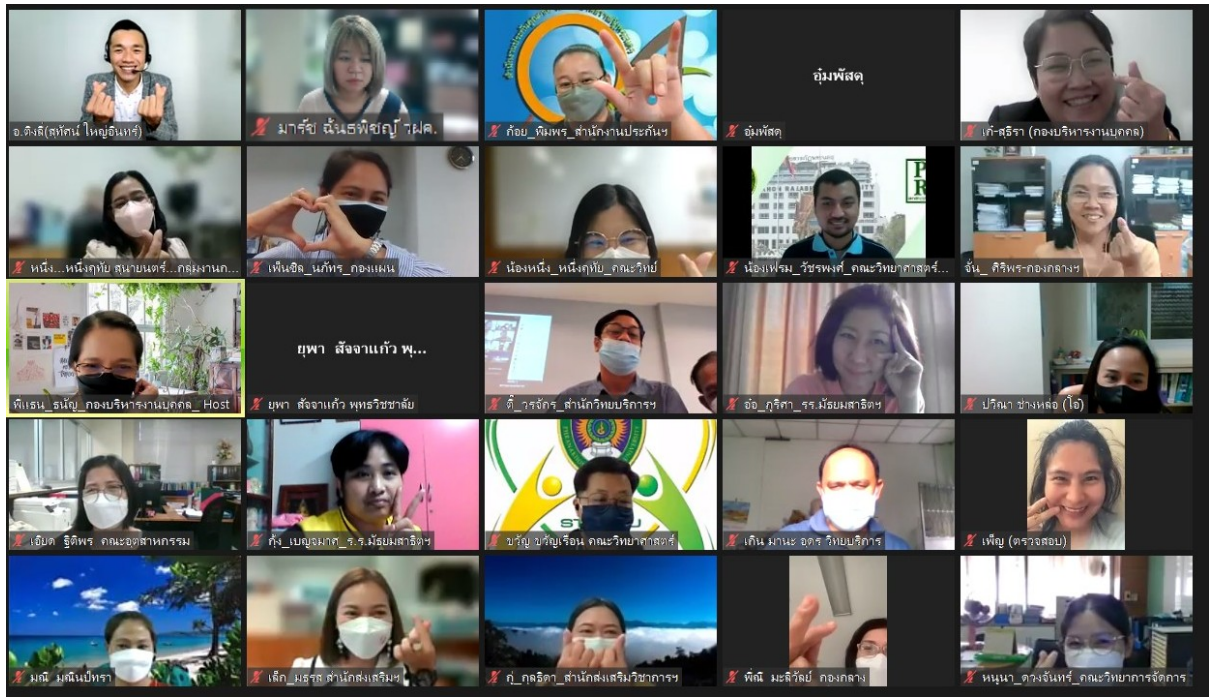 อ.ติงลี่(สุทัศน์ ใหญ่อินทร์)
มาร์ช ฉันธพิชญ์ วฝค.
ก้อย_พิมพร_สำนักงานประกันฯ
อุ๋มพัสดุ
อุ๋มพัสดุ
เก๋-สุธิรา (กองบริหารงานบุคคล)
หนึ่ง...หนึ่งฤทัย สุนายนตร์...กลุ่มงานก...
เพ็นซิล_นภัทร_กองแผน
น้องหนึ่ง_หนึ่งฤทัย_คณะวิทย์
น้องเฟรม_วัชรพงศ์_คณะวิทยาศาสตร์...
จั่น_ ศิริพร-กองกลางฯ
พี่แธน_ธนัญ_กองบริหารงานบุคคล_ Host
ยุพา สัจจาแก้ว พุ...
ยุพา สัจจาแก้ว พุทธวิชชาลัย
ตี๋_วรจักร_สำนักวิทยบริการฯ
อ๋อ_ภูริศา_รร.มัธยมสาธิตฯ
ปวีณา ช่างหล่อ (โอ๋)
เอียด ฐิติพร คณะอุตสาหกรรม
กุ้ง_เบญจมาศ_ร.ร.มัธยมสาธิตฯ
ขวัญ ขวัญเรือน คณะวิทยาศาสตร์
เกิน มานะ อุดร วิทยบริการ
เพ็ญ (ตรวจสอบ)
มณี มณีนปัทรา
เล็ก_มธุรส สำนักส่งเสริมฯ
กู๋_กุลธิดา_สำนักส่งเสริมวิชาการฯ
พี่ณี มะลิวัลย์ กองกลาง
หนูนา_ดวงจันทร์_คณะวิทยาการจัดการ